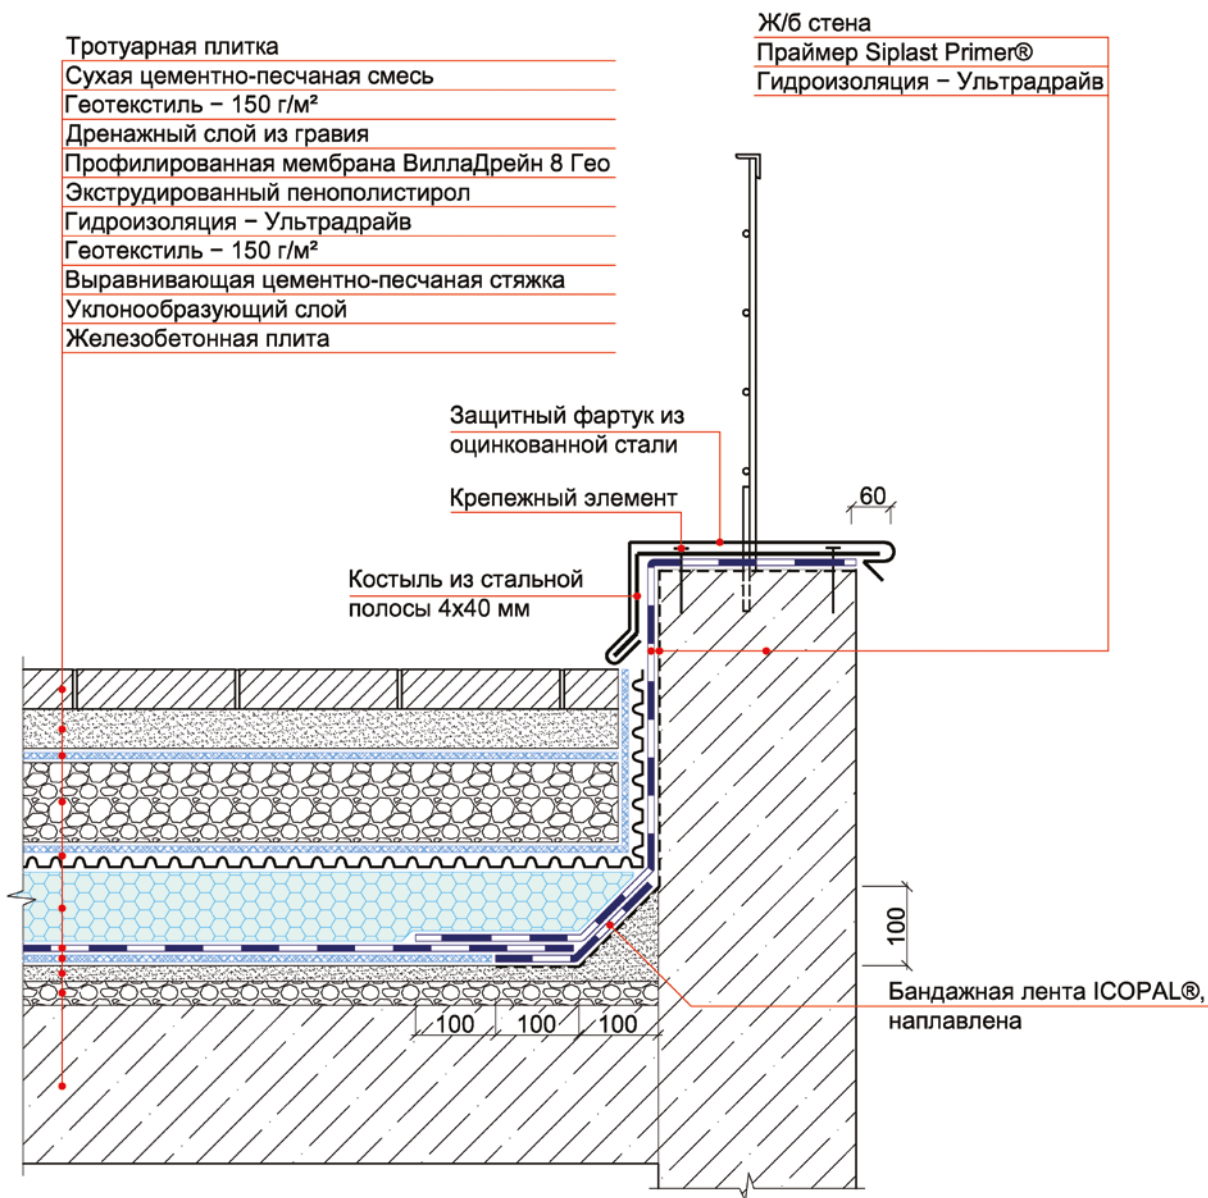 Тротуарная плитка
Сухая цементно-песчаная смесь
Геотекстиль – 150 г/м²
Дренажный слой из гравия
Профилированная мембрана ВиллаДрейн 8 Гео
Экструдированный пенополистирол
Гидроизоляция – Ультрадрайв
Геотекстиль – 150 г/м²
Выравнивающая цементно-песчаная стяжка
Уклонообразующий слой
Железобетонная плита
Ж/б стена
Праймер Siplast Primer®
Гидроизоляция – Ультрадрайв
Защитный фартук из
оцинкованной стали
Крепежный элемент
60
Костыль из стальной
полосы 4х40 мм
100
Бандажная лента ICOPAL®,
наплавлена
100 100 100